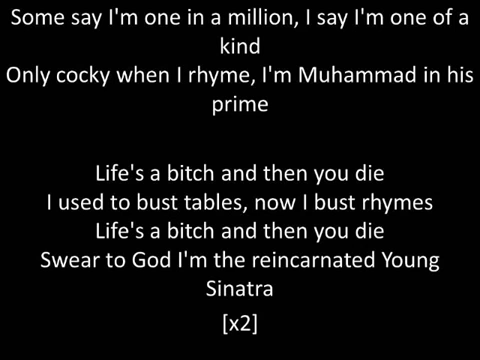 Some say I'm one in a million, I say I'm one of a
kind
Only cocky when I rhyme, I'm Muhammad in his
prime
Life's a bitch and then you die
I used to bust tables, now I bust rhymes
Life's a bitch and then you die
Swear to God I'm the reincarnated Young
Sinatra
[x2]